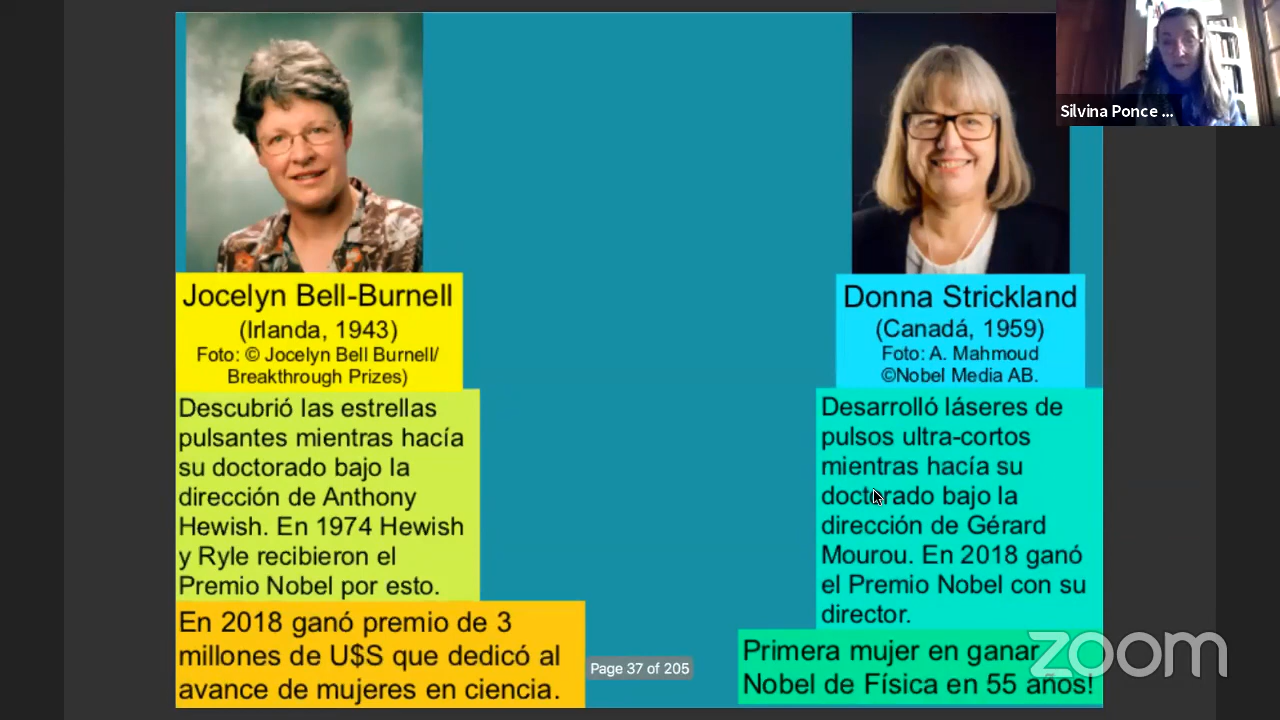 Silvina Ponce ...
Jocelyn Bell-Burnell
(Irlanda, 1943)
Foto: © Jocelyn Bell Burnell/
Breakthrough Prizes)
Descubrió las estrellas
pulsantes mientras hacía
su doctorado bajo la
dirección de Anthony
Hewish. En 1974 Hewish
y Ryle recibieron el
Premio Nobel por esto.
En 2018 ganó premio de 3
millones de U$S que dedicó al
avance de mujeres en ciencia.
Page 37 of 205
Donna Strickland
(Canadá, 1959)
Foto: A. Mahmoud
©Nobel Media AB.
Desarrolló láseres de
pulsos ultra-cortos
mientras hacía su
doctorado bajo la
dirección de Gérard
Mourou. En 2018 ganó
el Premio Nobel con su
director.
Primera mujer en ganar
Nobel de Física en 55 años!
zoom